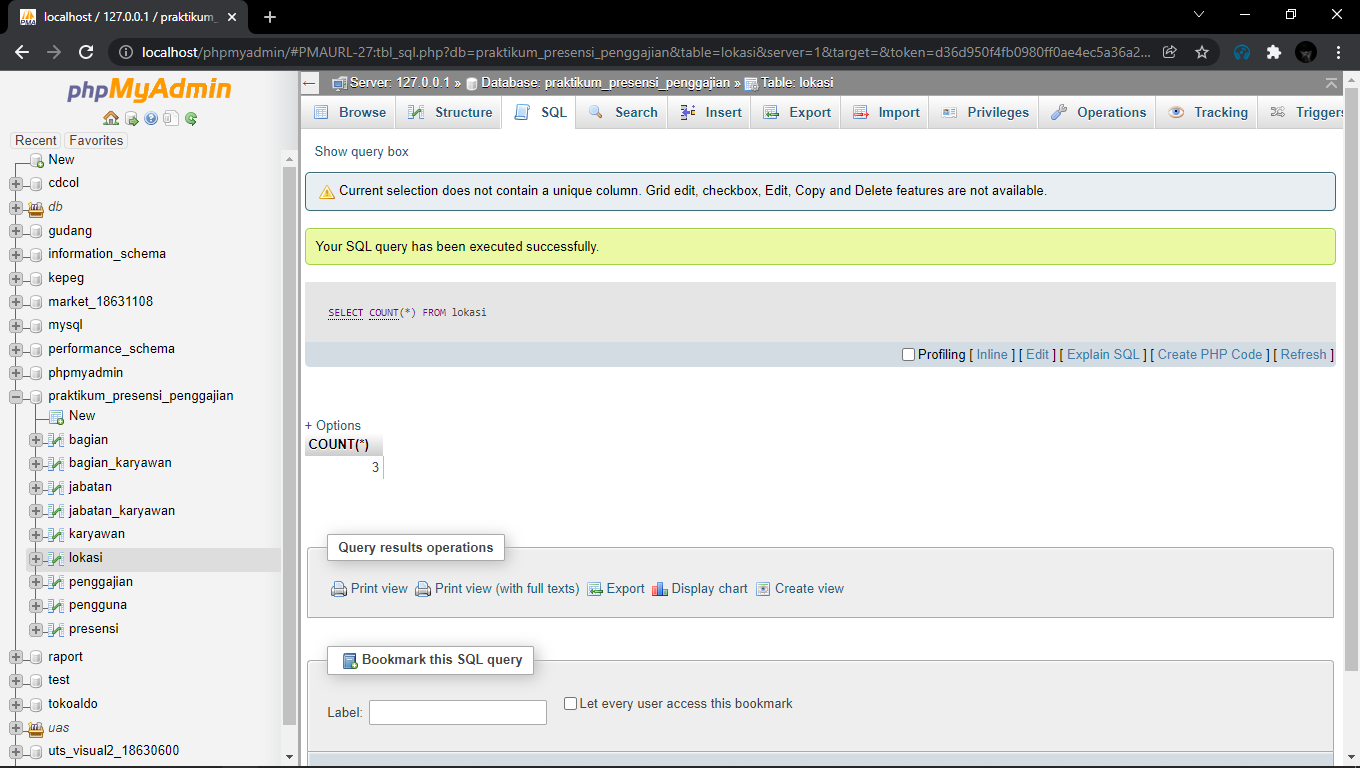 localhost / 127.0.0.1 / praktikum_
localhost/phpmyadmin/#PMAURL-27:tbl_sql.php?db=praktikum_presensi_penggajian&table=lokasi&server=1&target=&token=d36d950f4fb0980ff0ae4ec5a36a2...
phpMyAdmin
Recent Favorites
New
cdcol
db
gudang
information_schema
kepeg
market_18631108
mysql
performance_schema
phpmyadmin
praktikum_presensi_penggajian
New
bagian
bagian_karyawan
jabatan
jabatan_karyawan
karyawan
lokasi
penggajian
pengguna
presensi
raport
test
tokoaldo
uas
uts_visual2_18630600
Server: 127.0.0.1 » Database: praktikum_presensi_penggajian » Table: lokasi
Browse Structure SQL Search Insert Export Import Privileges Operations Tracking Triggers
Show query box
Current selection does not contain a unique column. Grid edit, checkbox, Edit, Copy and Delete features are not available.
Your SQL query has been executed successfully.
SELECT COUNT(*) FROM lokasi
Profiling [ Inline ] [ Edit ] [ Explain SQL ] [ Create PHP Code ] [ Refresh ]
+ Options
COUNT(*)
3
Query results operations
Print view Print view (with full texts) Export Display chart Create view
Bookmark this SQL query
Label:
Let every user access this bookmark